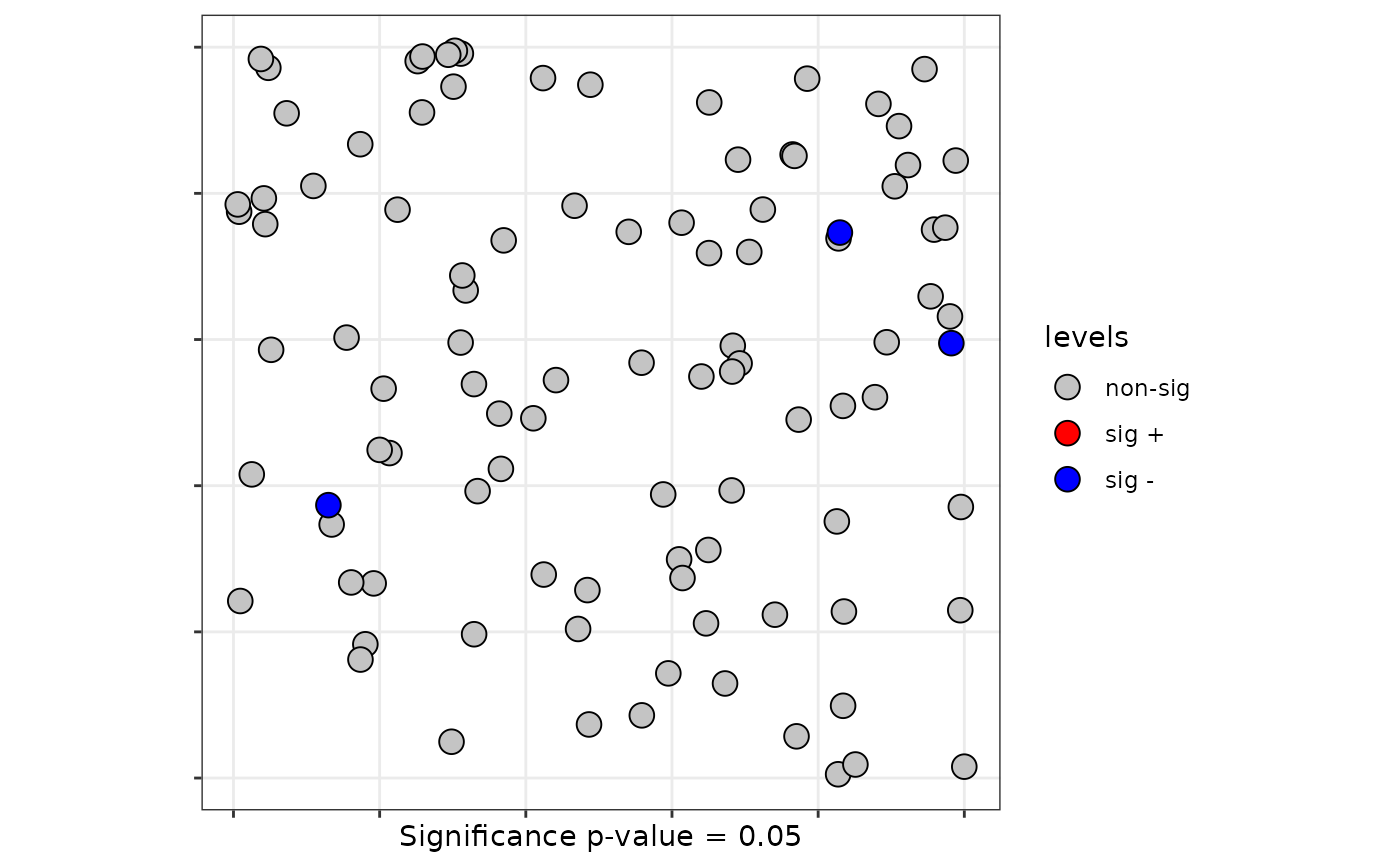 levels
non-sig
sig +
sig -
Significance p-value = 0.05